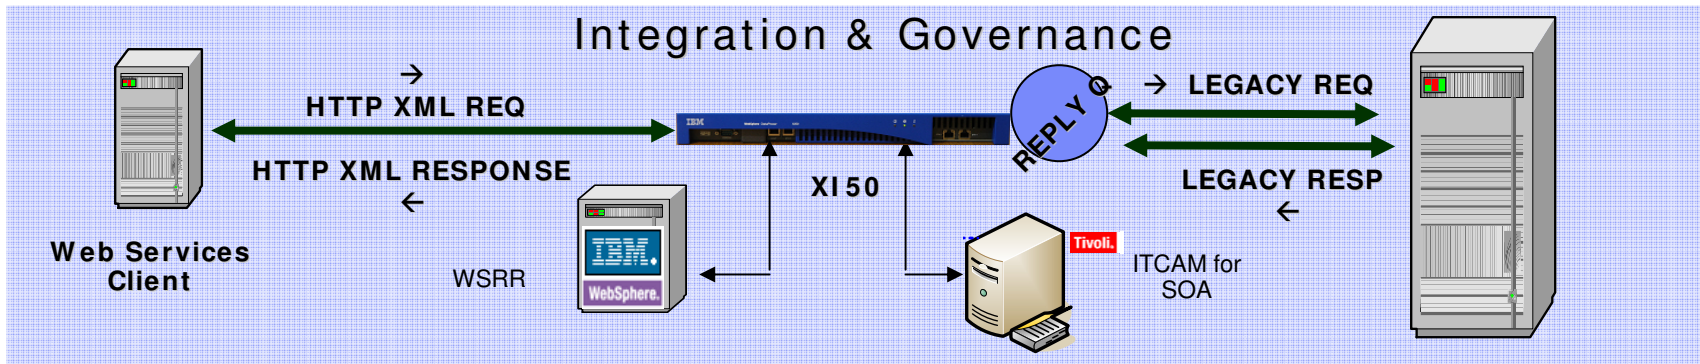 Integration & Governance
→
HTTP XML REQ
HTTP XML RESPONSE
←
Web Services
Client
IBM
XI50
REPLY Q
→ LEGACY REQ
LEGACY RESP
←
WSRR
IBM.
WebSphere.
Tivoli.
ITCAM for
SOA